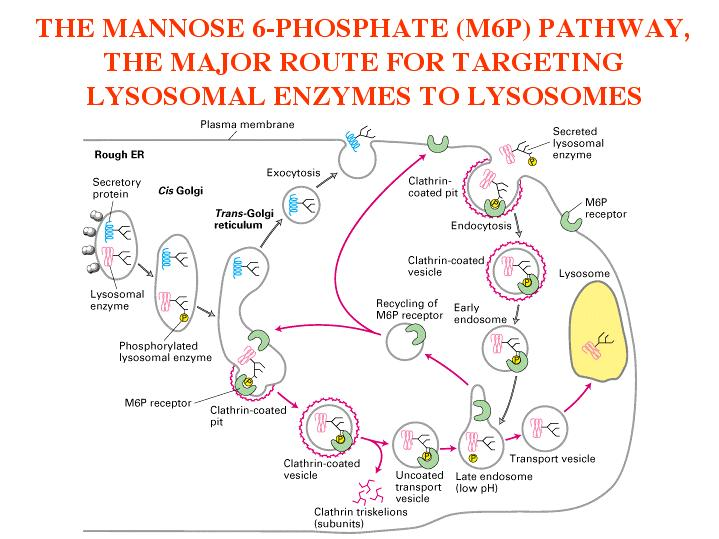 THE MANNOSE 6-PHOSPHATE (M6P) PATHWAY,
THE MAJOR ROUTE FOR TARGETING
LYSOSOMAL ENZYMES TO LYSOSOMES
Plasma membrane
Rough ER
Secretory
protein
Cis Golgi
Trans-Golgi
reticulum
Exocytosis
Lysosomal
enzyme
Phosphorylated
lysosomal enzyme
M6P receptor
Clathrin-coated
pit
Clathrin-
coated pit
Secreted
lysosomal
enzyme
P
P
Endocytosis
M6P
receptor
Clathrin-coated
vesicle
P
Lysosome
Recycling of
M6P receptor
Early
endosome
P
P
P
Clathrin-coated
vesicle
P
Clathrin triskelions
(subunits)
P
Uncoated
transport
vesicle
P
Late endosome
(low pH)
Transport vesicle